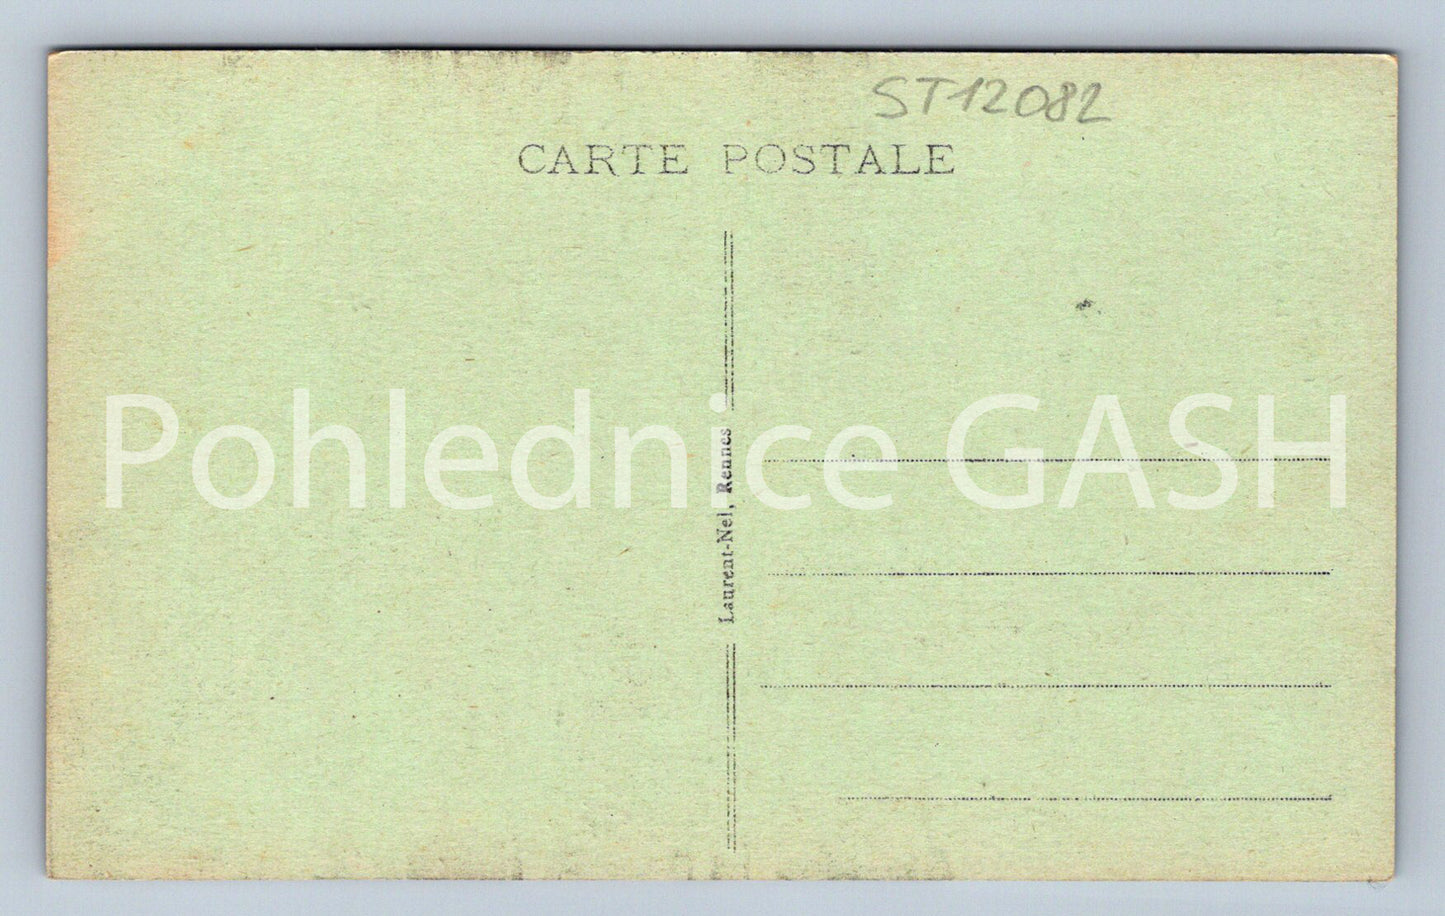 ST12082
CARTE POSTALE
Laurent-Nel, Rennes
Pohlednice GASH